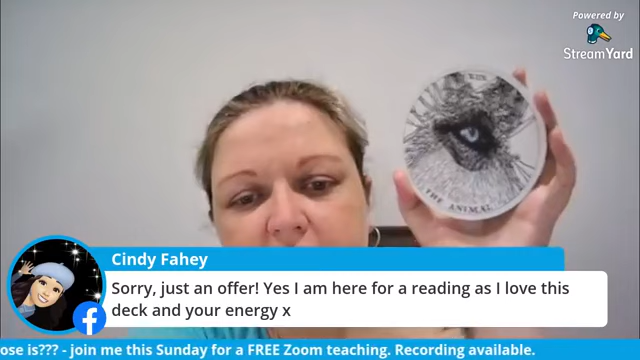 Powered by
StreamYard
THE ANIMAL
Cindy Fahey
Sorry, just an offer! Yes I am here for a reading as I love this
deck and your energy x
ose is??? - join me this Sunday for a FREE Zoom teaching. Recording available.